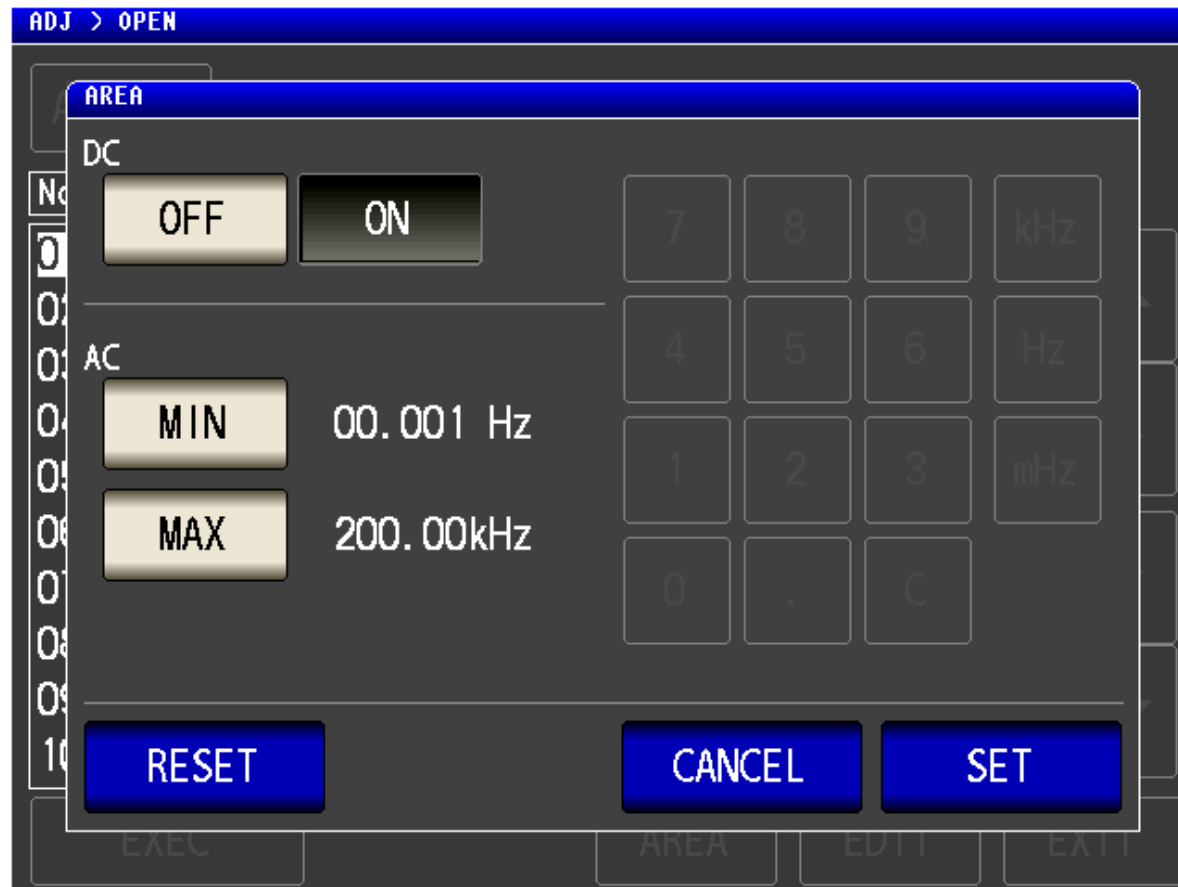 ADJ > OPEN
AREA
DC
OFF ON
7 8 9 kHz
4 5 6 Hz
AC
MIN 00.001 Hz
1 2 3 mHz
MAX 200.00kHz
0 . C
RESET CANCEL SET
EXEC AREA EDIT EXIT